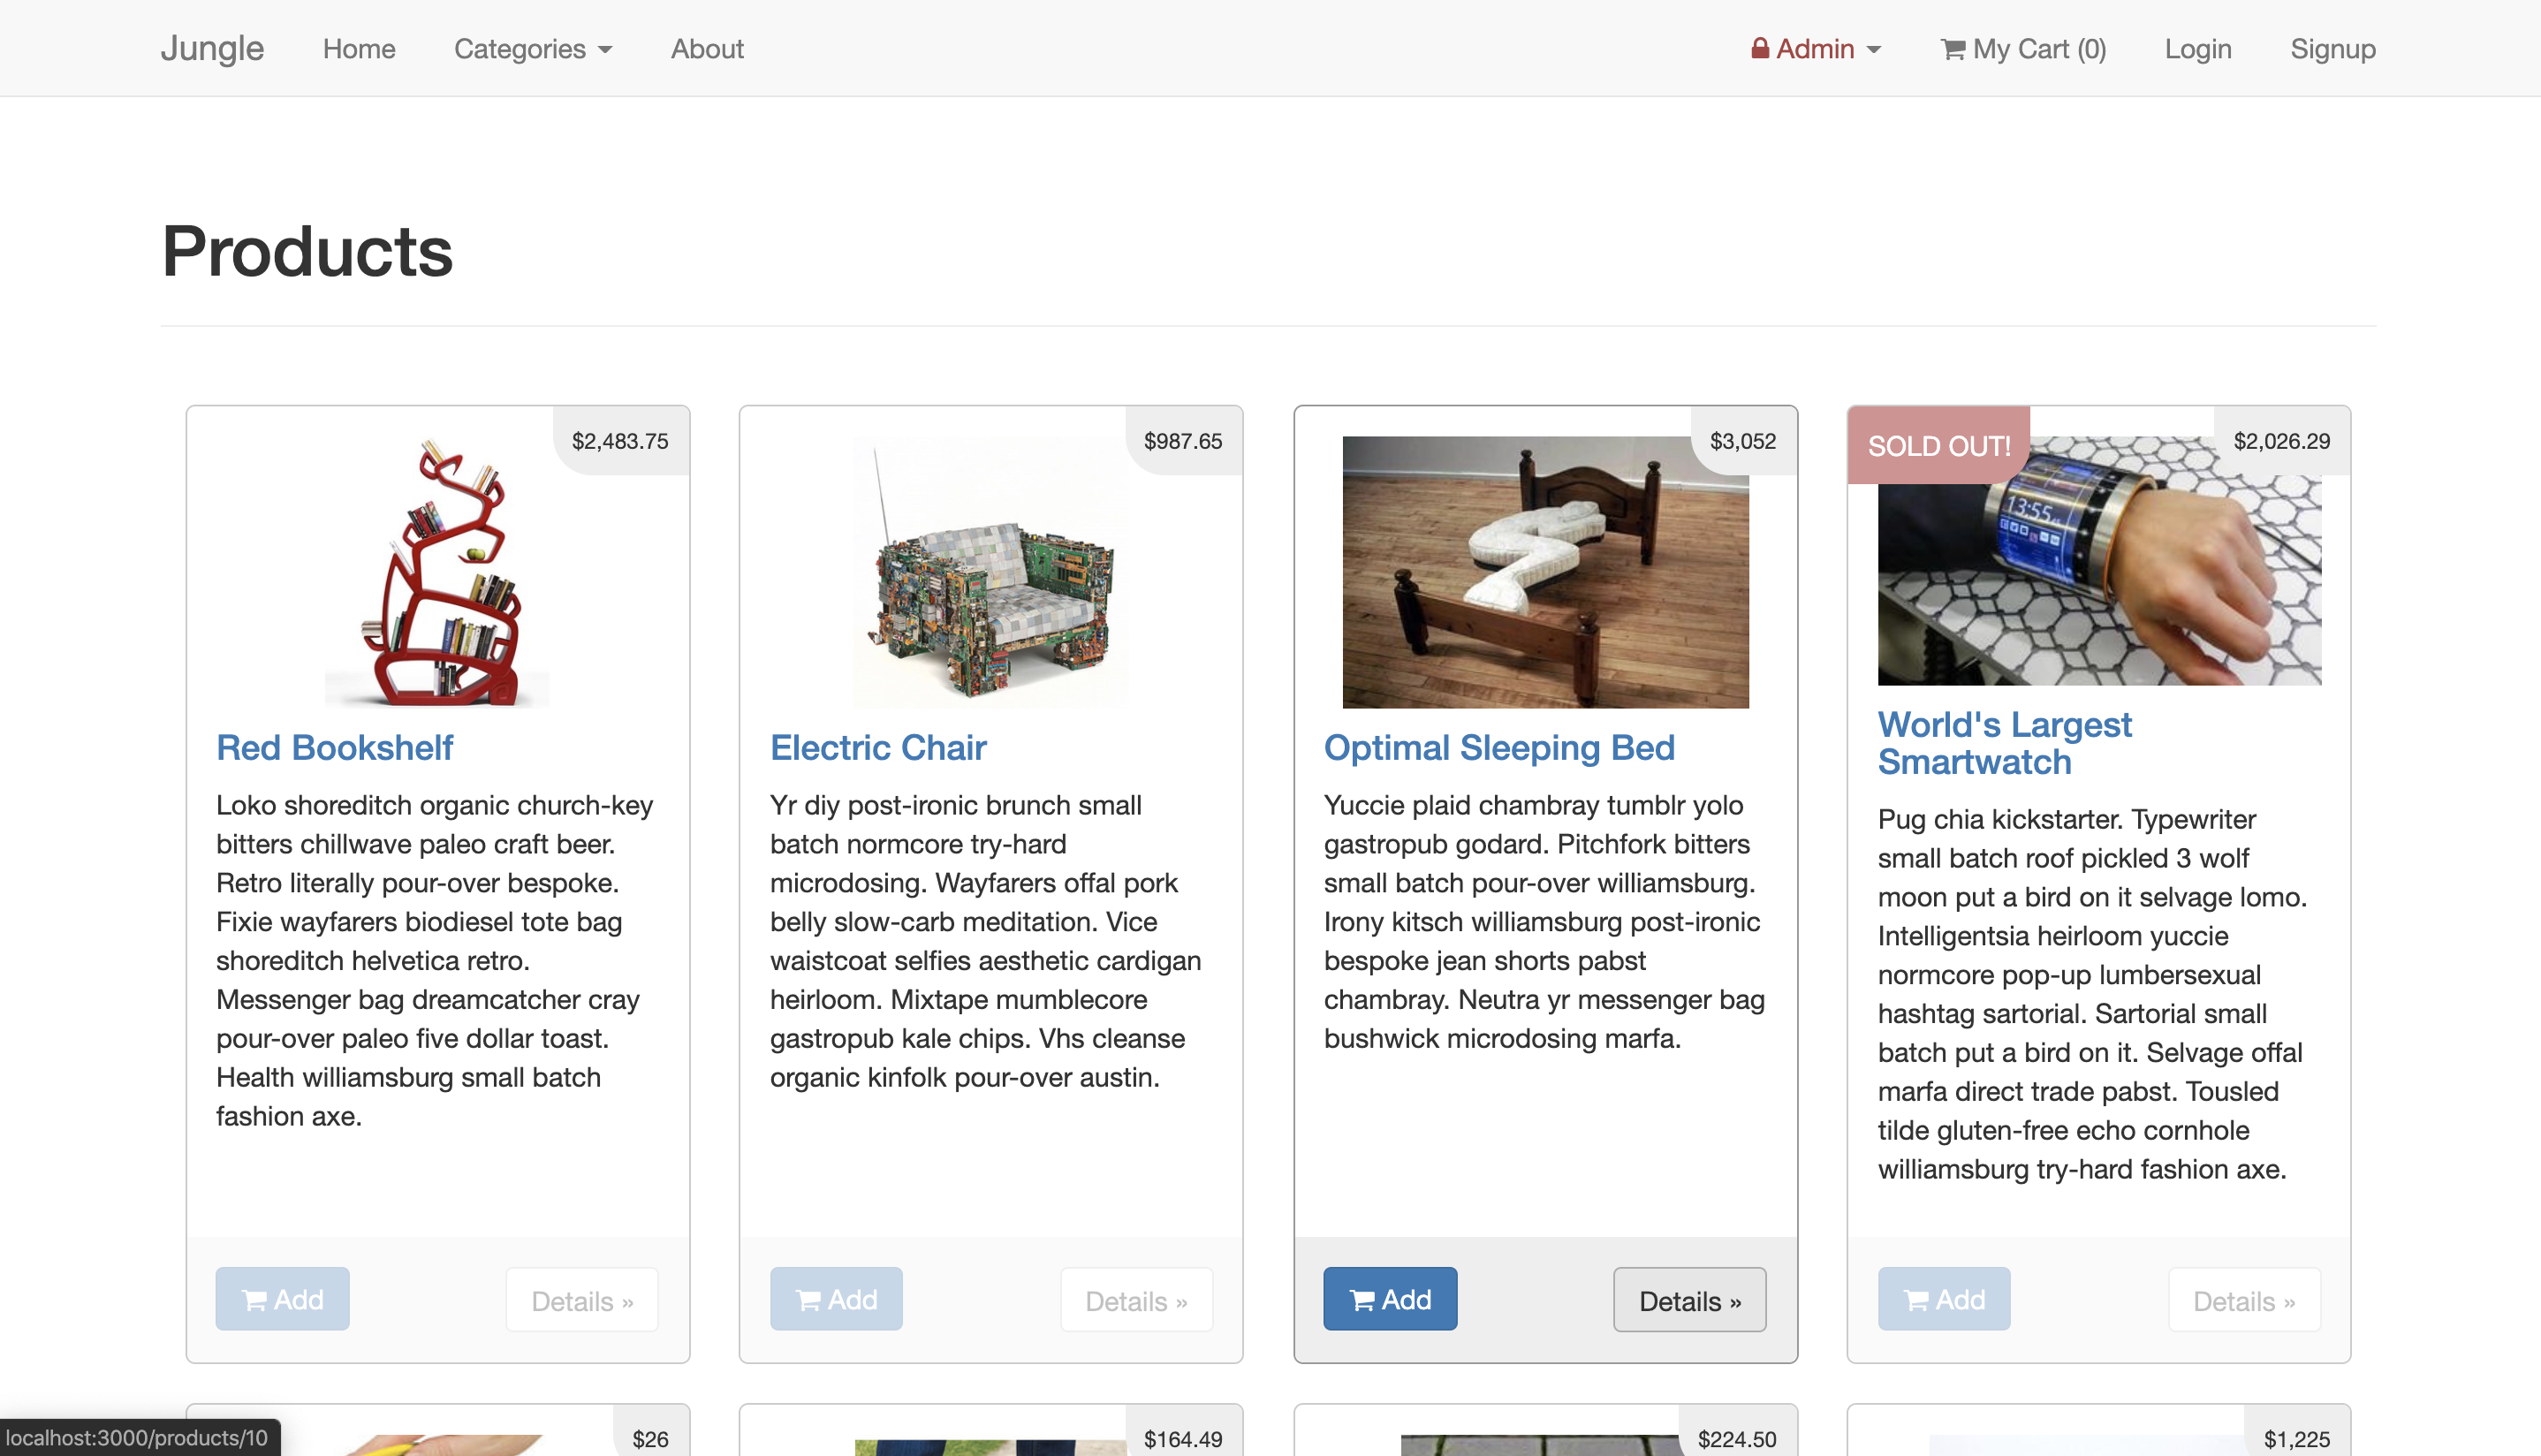 Jungle Home Categories About Admin My Cart (0) Login Signup
Products
$2,483.75
Red Bookshelf
Loko shoreditch organic church-key
bitters chillwave paleo craft beer.
Retro literally pour-over bespoke.
Fixie wayfarers biodiesel tote bag
shoreditch helvetica retro.
Messenger bag dreamcatcher cray
pour-over paleo five dollar toast.
Health williamsburg small batch
fashion axe.
Add Details »
$987.65
Electric Chair
Yr diy post-ironic brunch small
batch normcore try-hard
microdosing. Wayfarers offal pork
belly slow-carb meditation. Vice
waistcoat selfies aesthetic cardigan
heirloom. Mixtape mumblecore
gastropub kale chips. Vhs cleanse
organic kinfolk pour-over austin.
Add Details »
$3,052
Optimal Sleeping Bed
Yuccie plaid chambray tumblr yolo
gastropub godard. Pitchfork bitters
small batch pour-over williamsburg.
Irony kitsch williamsburg post-ironic
bespoke jean shorts pabst
chambray. Neutra yr messenger bag
bushwick microdosing marfa.
Add Details »
SOLD OUT! $2,026.29
13:55
World's Largest
Smartwatch
Pug chia kickstarter. Typewriter
small batch roof pickled 3 wolf
moon put a bird on it selvage lomo.
Intelligentsia heirloom yuccie
normcore pop-up lumbersexual
hashtag sartorial. Sartorial small
batch put a bird on it. Selvage offal
marfa direct trade pabst. Tousled
tilde gluten-free echo cornhole
williamsburg try-hard fashion axe.
Add Details »
$26
$164.49
$224.50
$1,225
localhost:3000/products/10